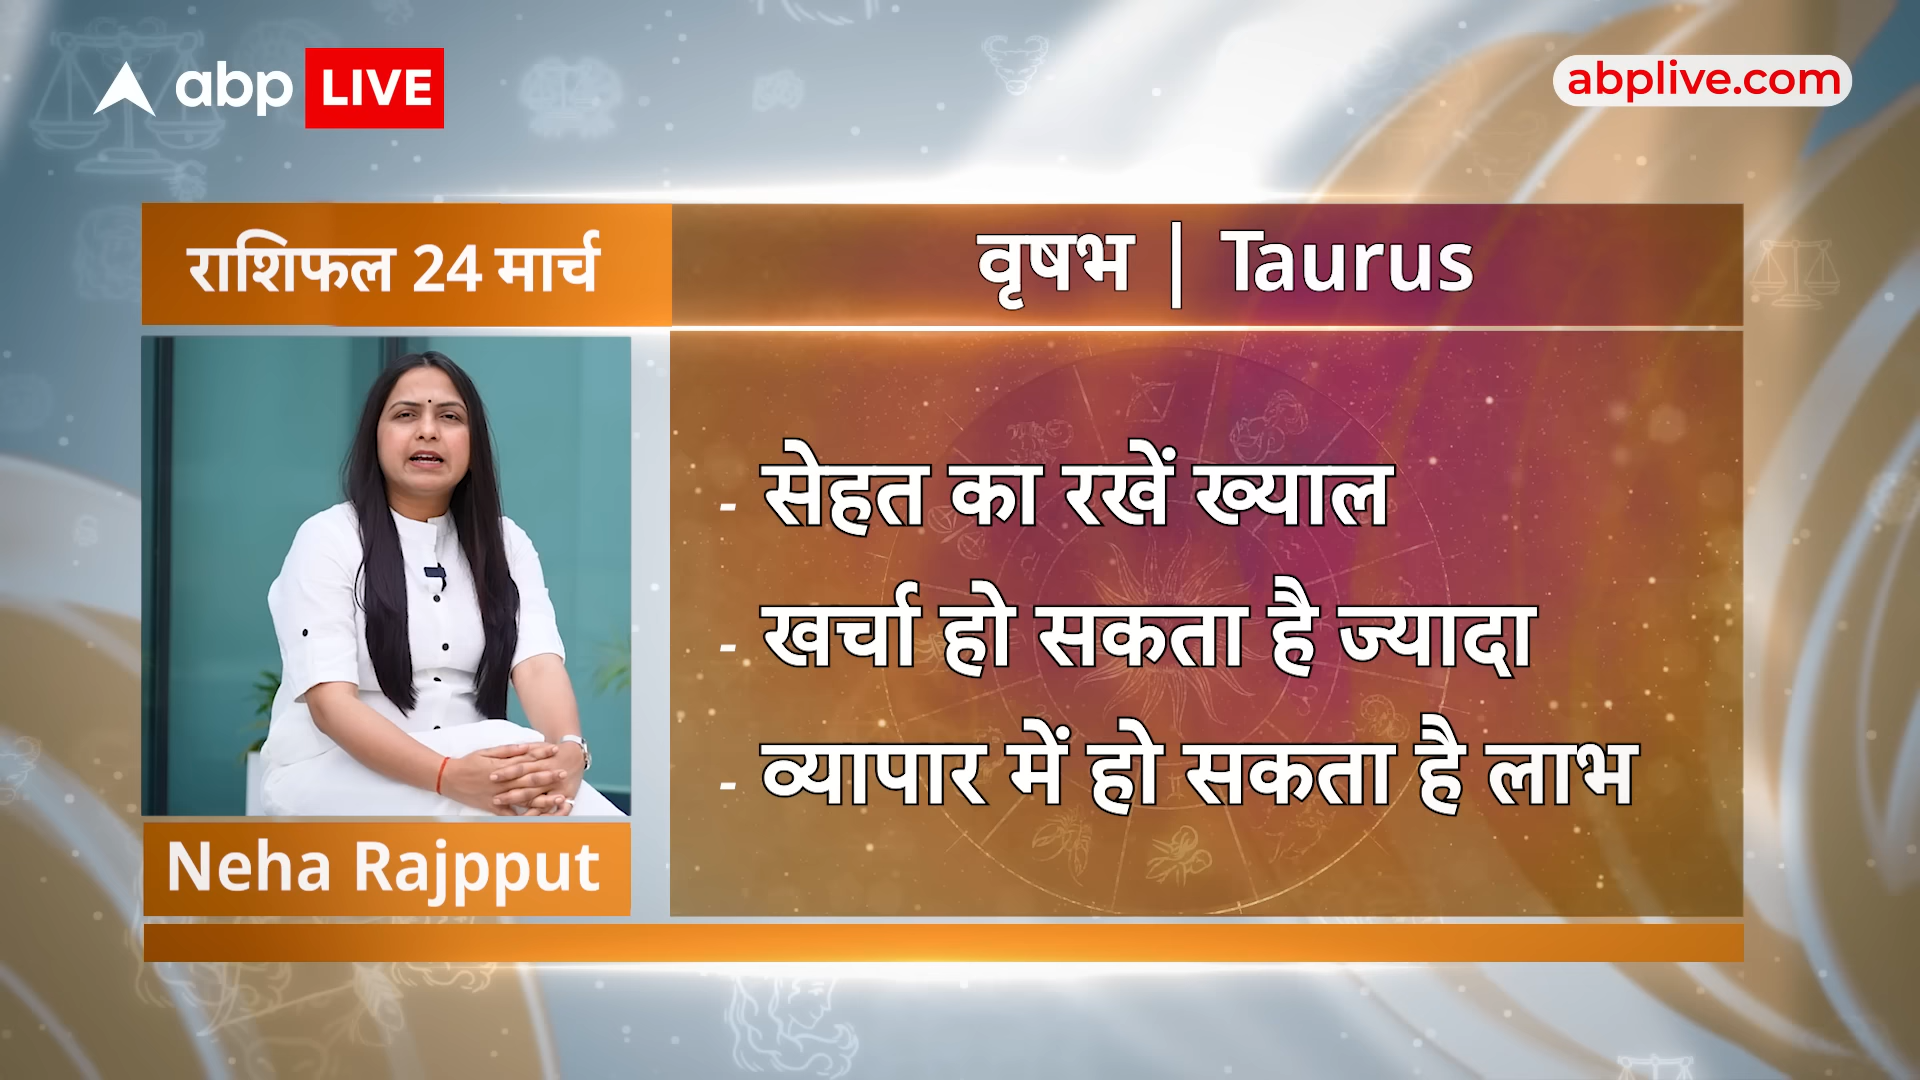 abp LIVE
abplive.com
राशिफल 24 मार्च
वृषभ | Taurus
- सेहत का रखें ख्याल
- खर्चा हो सकता है ज्यादा
- व्यापार में हो सकता है लाभ
Neha Rajpput